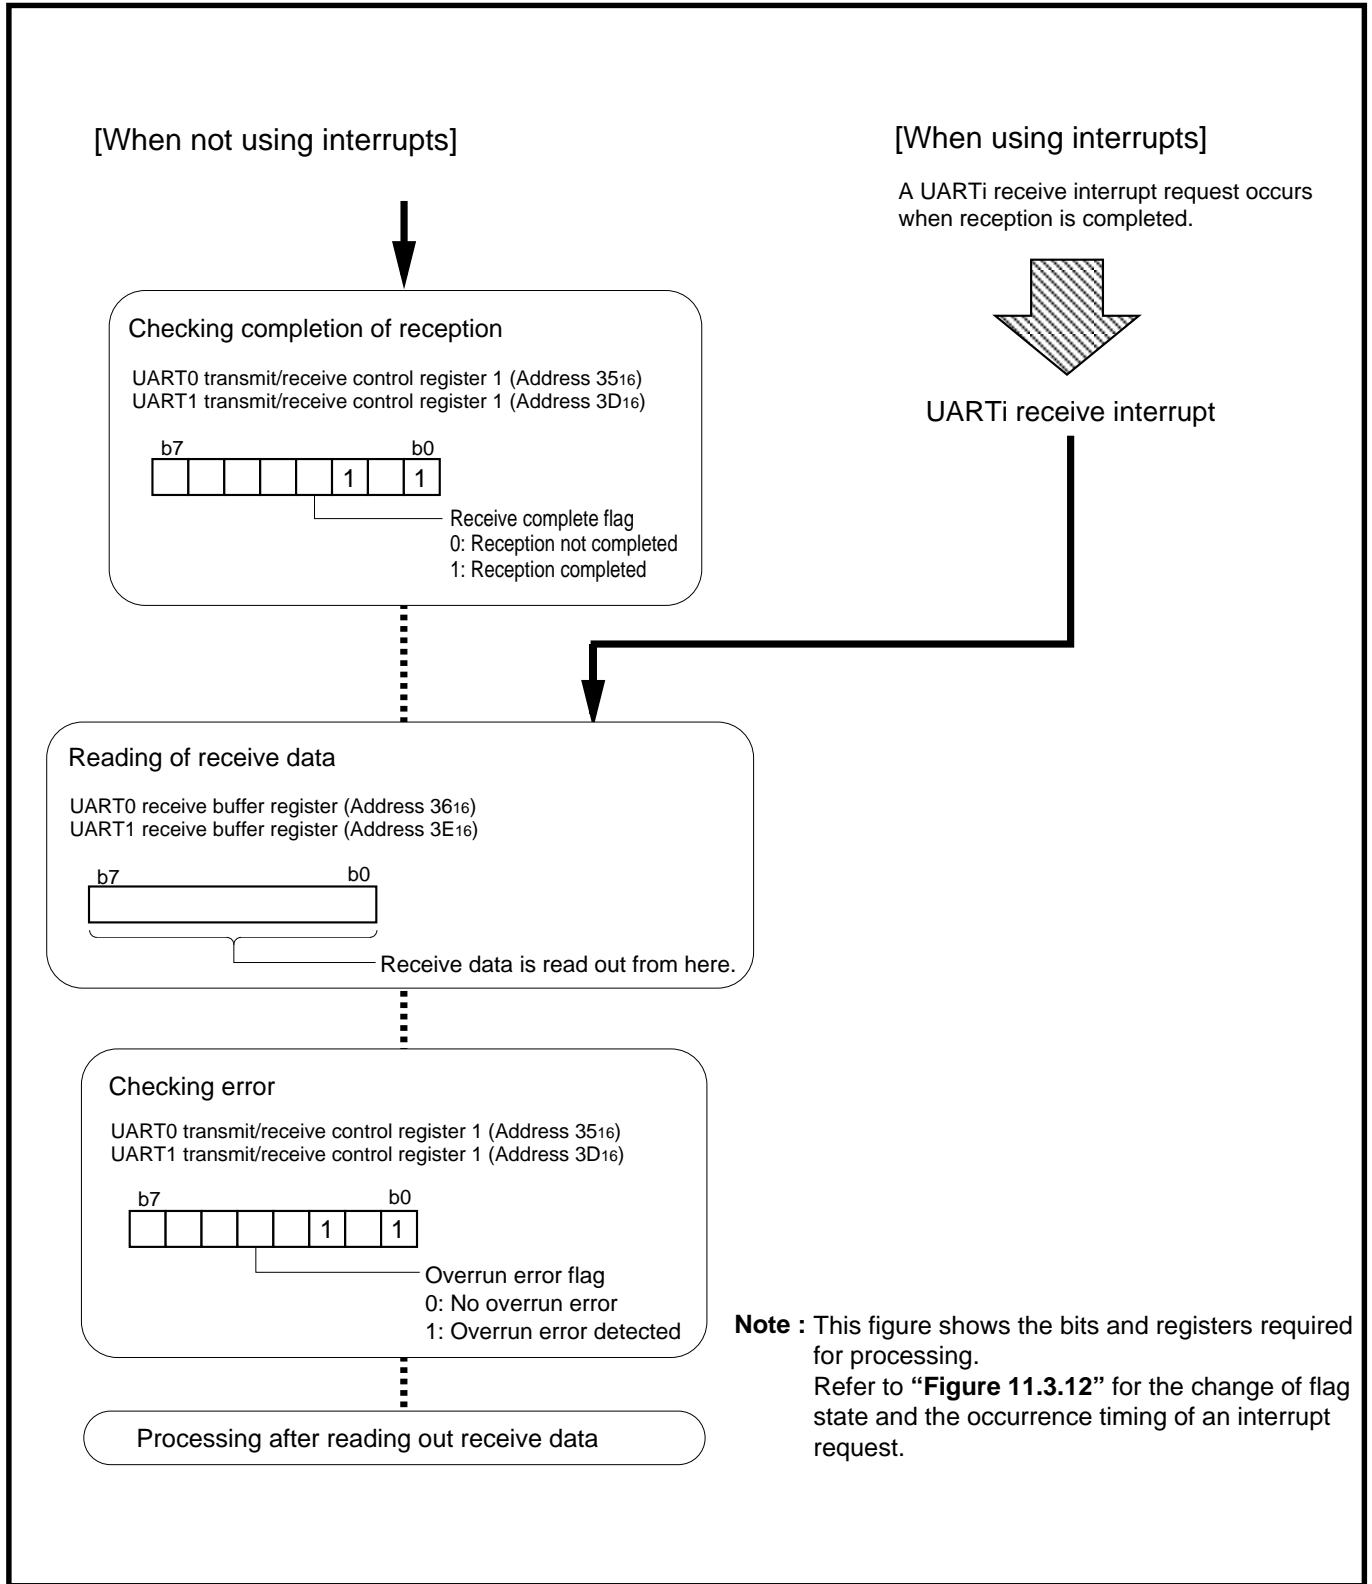 [When not using interrupts]
[When using interrupts]
A UARTi receive interrupt request occurs
when reception is completed.
UARTi receive interrupt
Checking completion of reception
UART0 transmit/receive control register 1 (Address 3516)
UART1 transmit/receive control register 1 (Address 3D16)
b7 b0
1 1
Receive complete flag
0: Reception not completed
1: Reception completed
Reading of receive data
UART0 receive buffer register (Address 3616)
UART1 receive buffer register (Address 3E16)
b7 b0
Receive data is read out from here.
Checking error
UART0 transmit/receive control register 1 (Address 3516)
UART1 transmit/receive control register 1 (Address 3D16)
b7 b0
1 1
Overrun error flag
0: No overrun error
1: Overrun error detected
Processing after reading out receive data
Note : This figure shows the bits and registers required
for processing.
Refer to “Figure 11.3.12” for the change of flag
state and the occurrence timing of an interrupt
request.